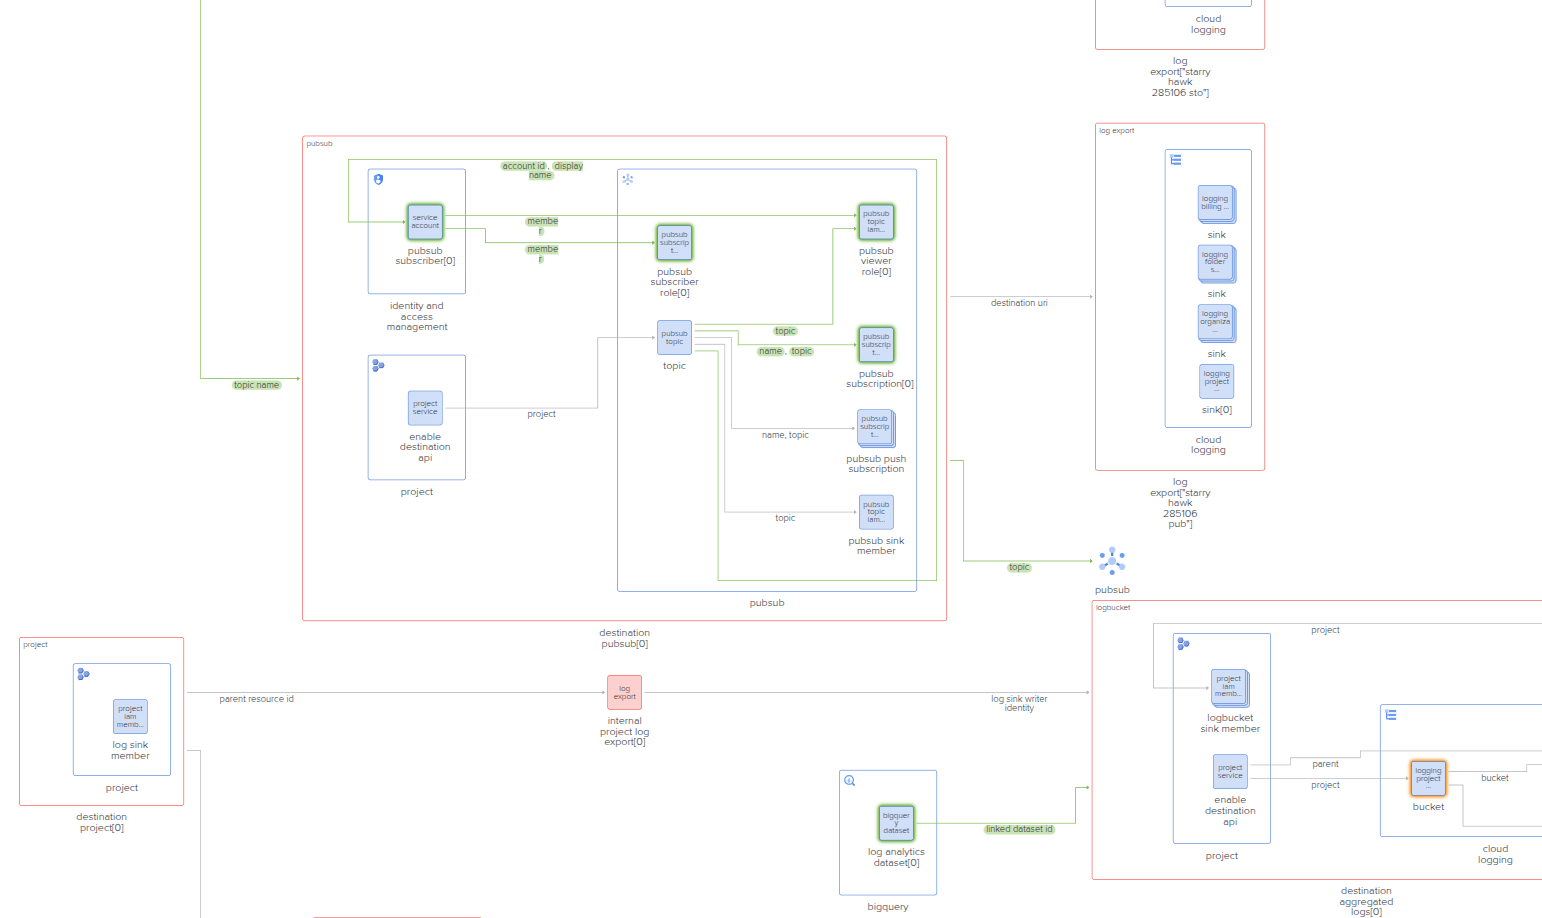 cloud
logging
log
export["starry
hawk
285106 sto"]
pubsub
account id, display
name
service
account
pubsub
subscriber[0]
identity and
access
management
membe
r
membe
r
pubsub
subscrip
t...
pubsub
subscriber
role[0]
pubsub
topic
iam...
pubsub
viewer
role[0]
pubsub
topic
topic
topic
name, topic
pubsub
subscrip
t...
pubsub
subscription[0]
project
service
enable
destination
api
project
project
name, topic
pubsub
subscrip
t...
pubsub push
subscription
topic
pubsub
topic
iam...
pubsub sink
member
pubsub
destination
pubsub[0]
topic name
destination uri
log export
logging
billing ...
sink
logging
folder
s...
sink
logging
organiza
...
sink
logging
project
...
sink[0]
cloud
logging
log
export["starry
hawk
285106
pub"]
topic
pubsub
project
project
iam
memb...
log sink
member
project
destination
project[0]
parent resource id
log
export
internal
project log
export[0]
log sink writer
identity
bigquer
y
dataset
log analytics
dataset[0]
bigquery
linked dataset id
logbucket
project
project
iam
memb...
logbucket
sink member
project
service
enable
destination
api
project
parent
project
logging
project
...
bucket
bucket
cloud
logging
destination
aggregated
logs[0]